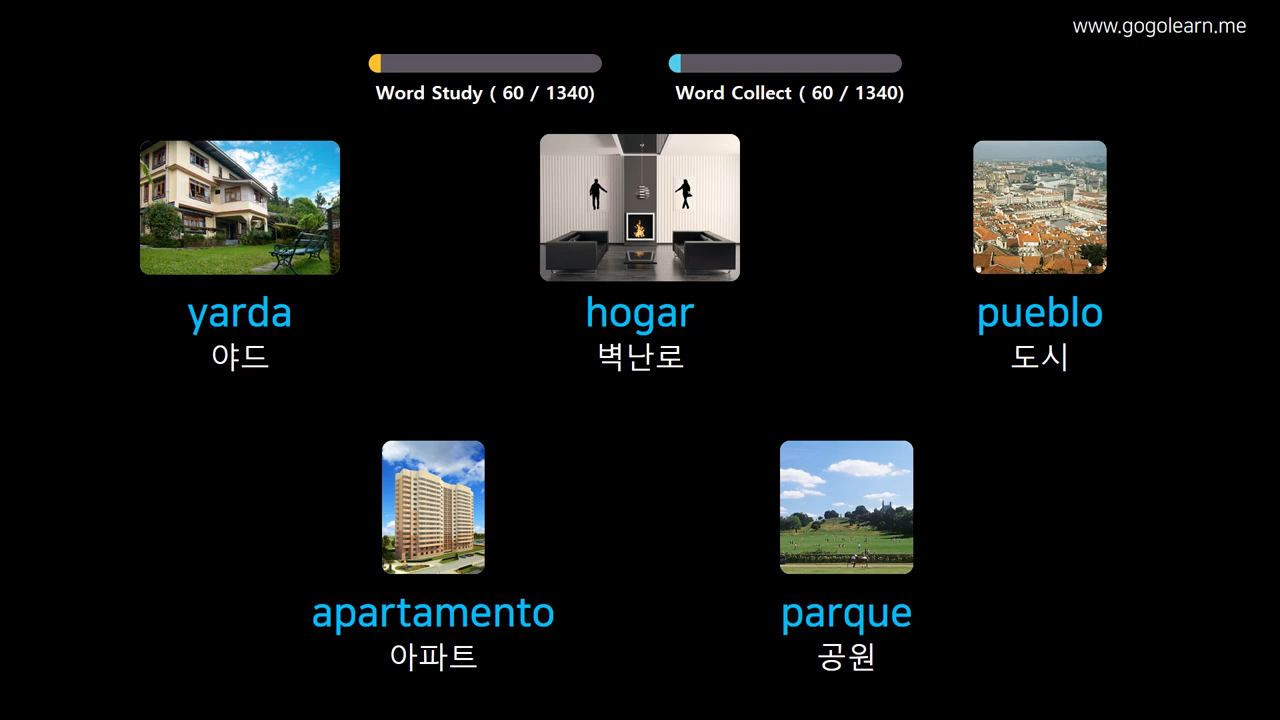 www.gogolearn.me
Word Study ( 60 / 1340)
Word Collect ( 60 / 1340)
yarda
야드
hogar
벽난로
pueblo
도시
apartamento
아파트
parque
공원